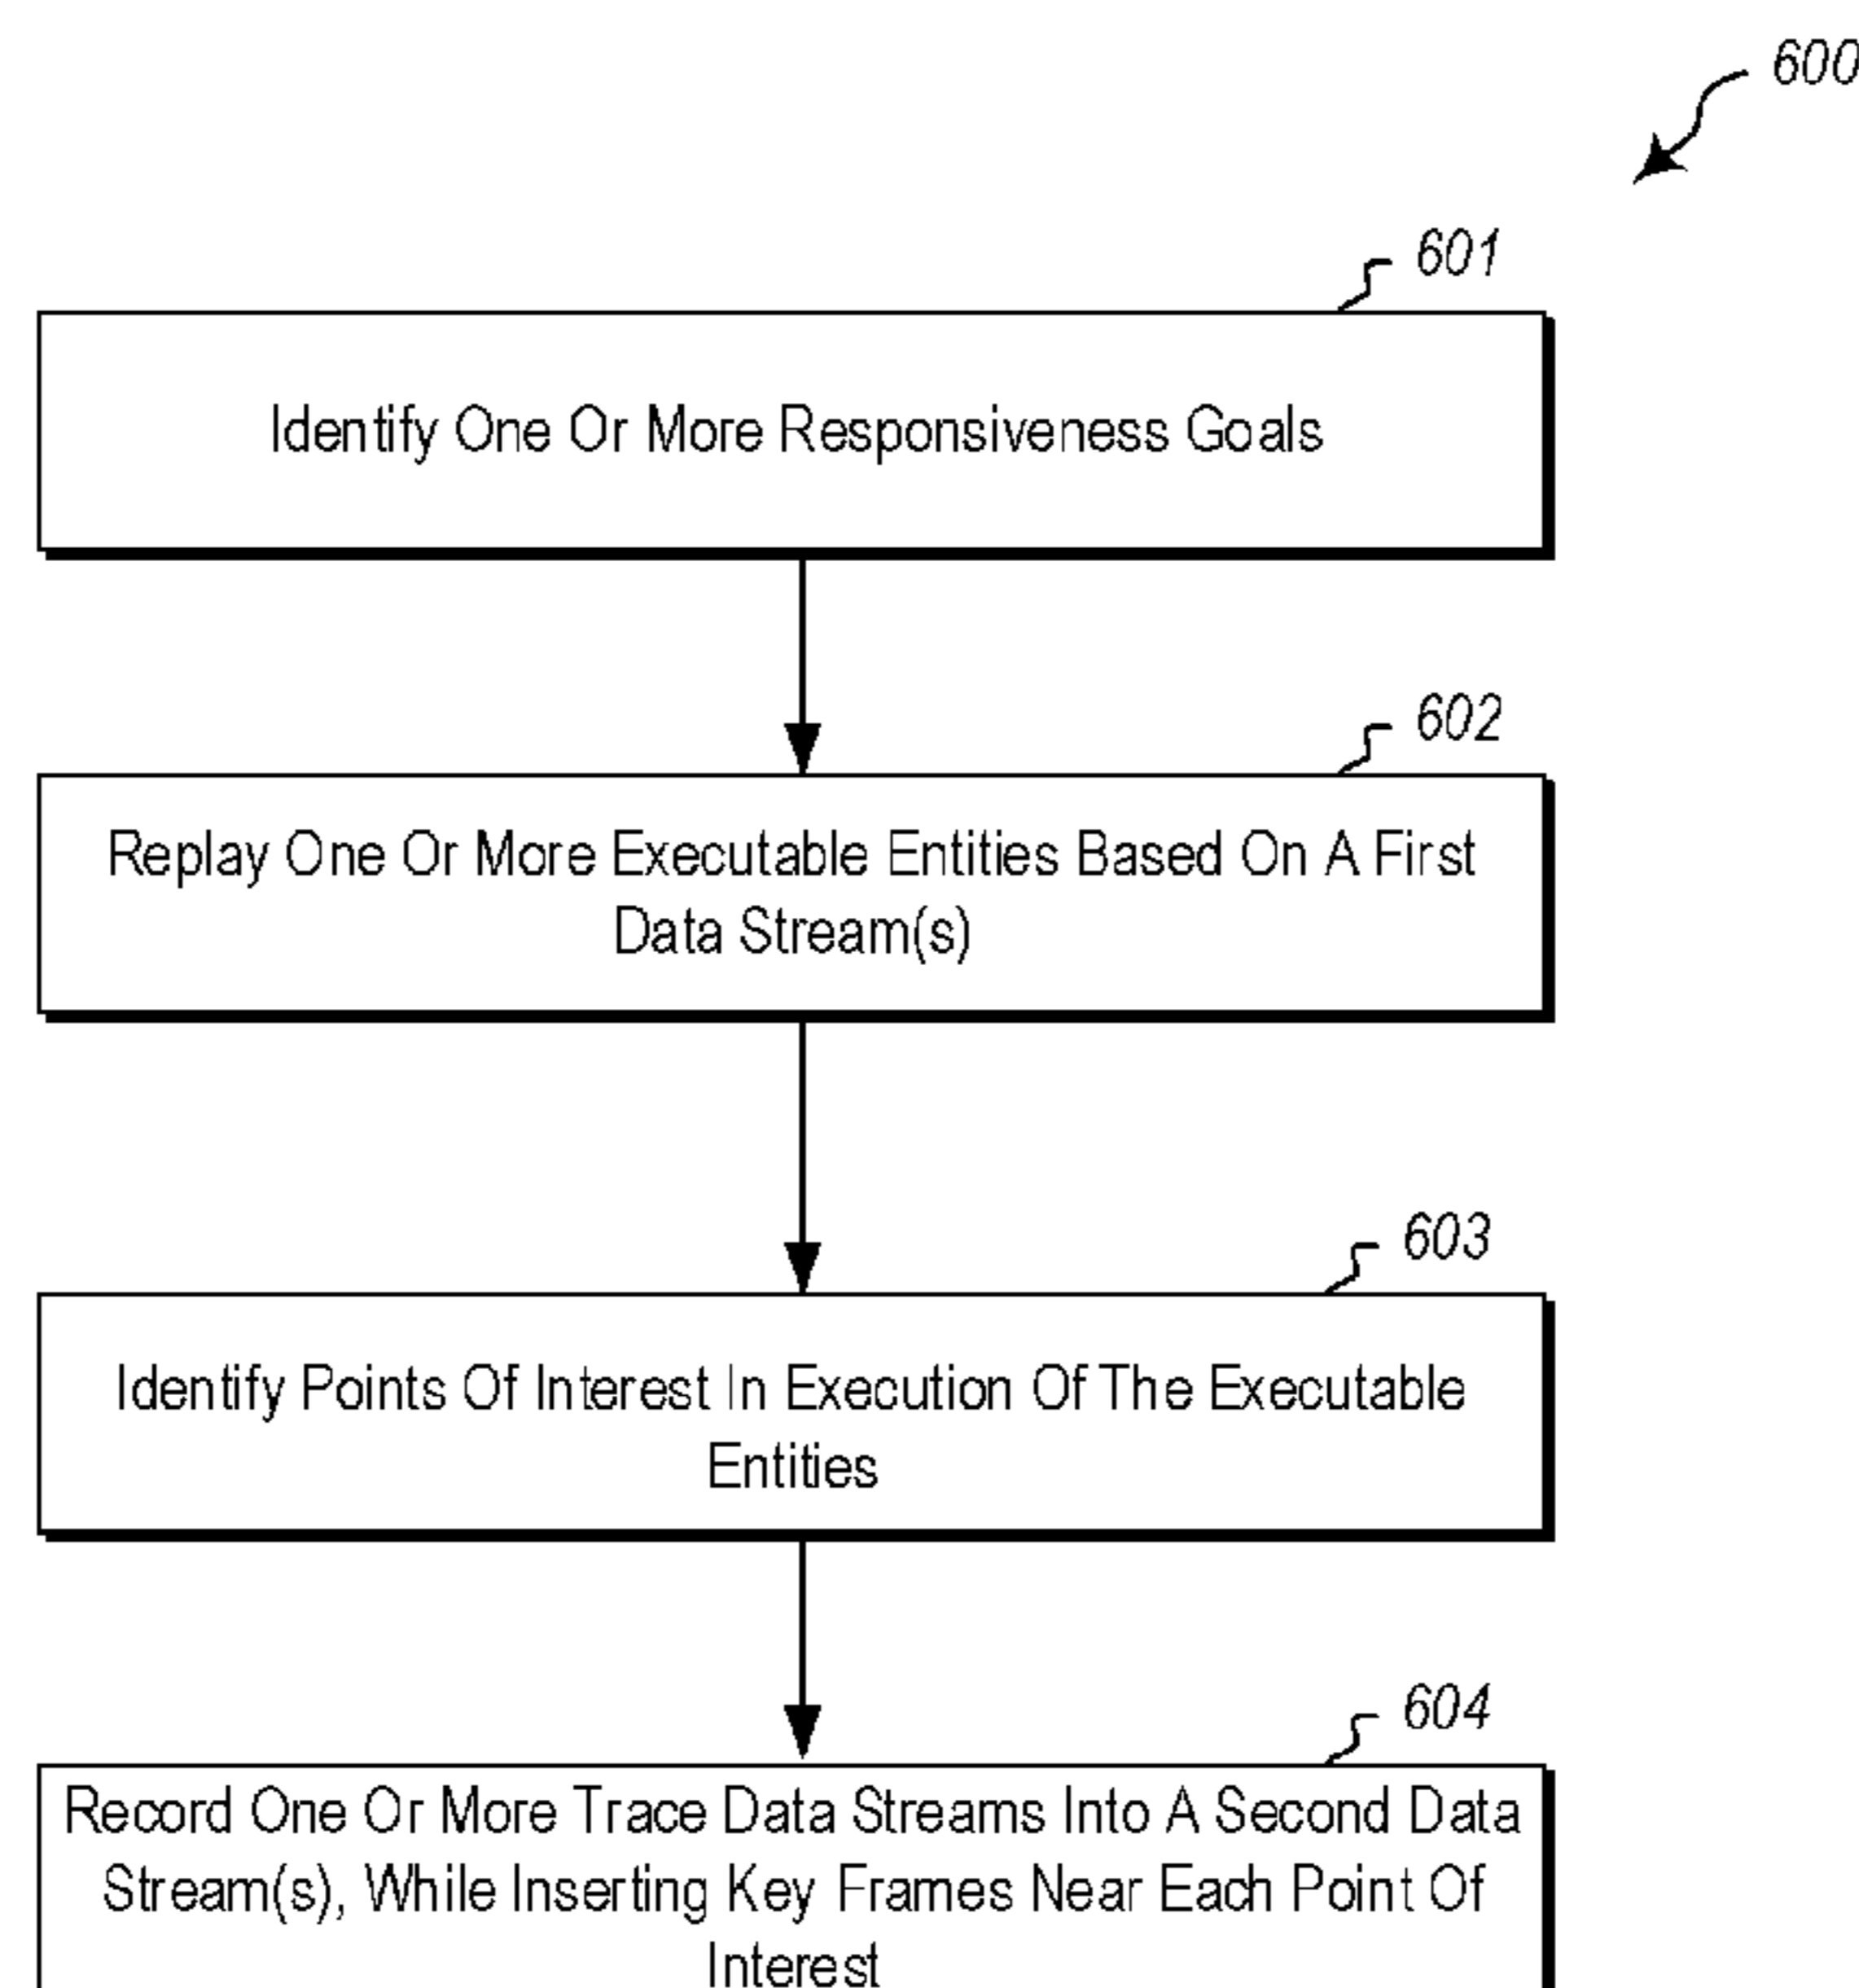 600
601
Identify One Or More Responsiveness Goals
602
Replay One Or More Executable Entities Based On A First
Data Stream(s)
603
Identify Points Of Interest In Execution Of The Executable
Entities
604
Record One Or More Trace Data Streams Into A Second Data
Stream(s), While Inserting Key Frames Near Each Point Of
Interest